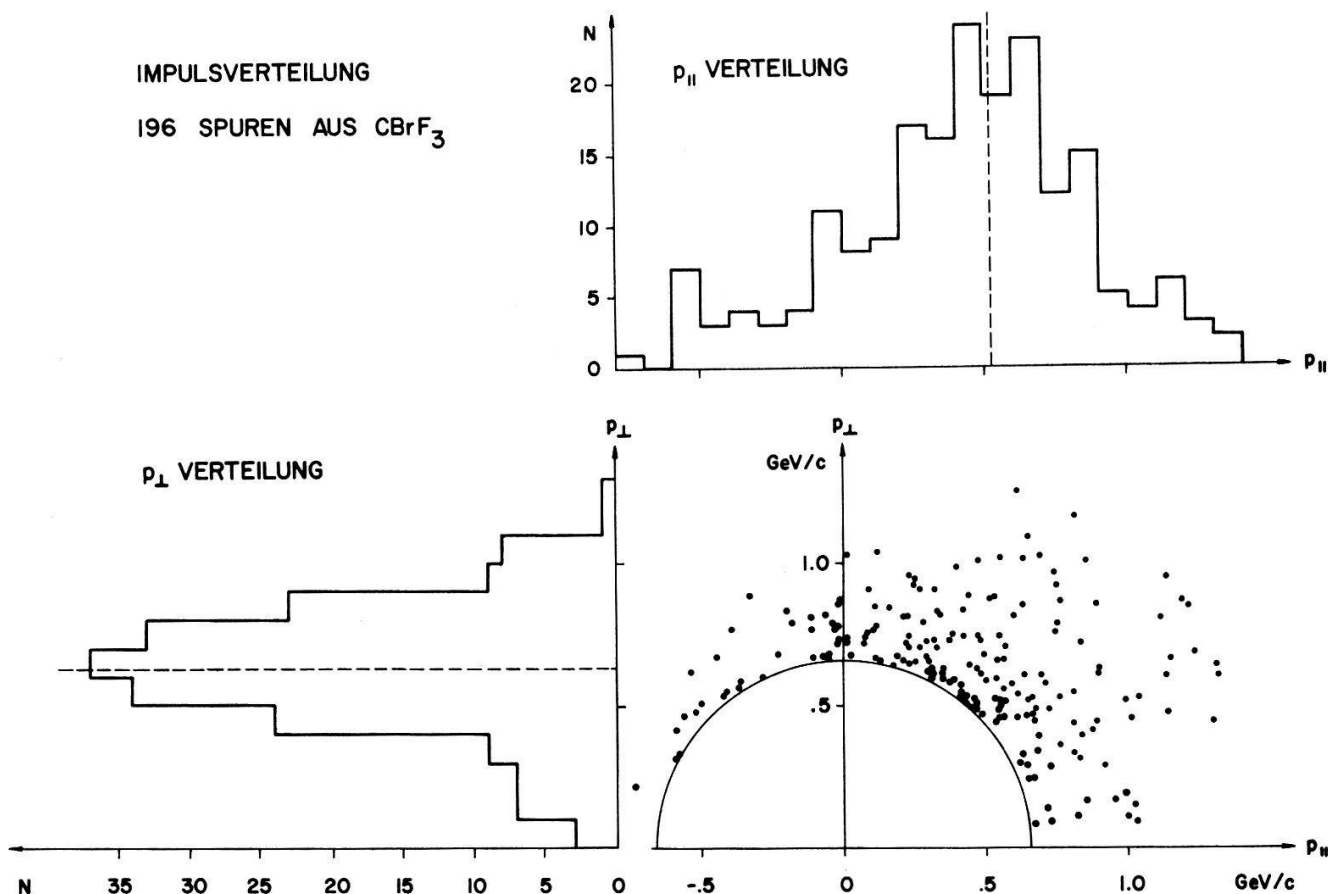 IMPULSVERTEILUNG
196 SPUREN AUS CBrF3
N
p|| VERTEILUNG
20
15
10
5
0
p||
p⊥ VERTEILUNG
p⊥
N
35
30
25
20
15
10
5
0
p⊥
GeV/c
1.0
.5
-.5
0
.5
1.0
GeV/c
p||